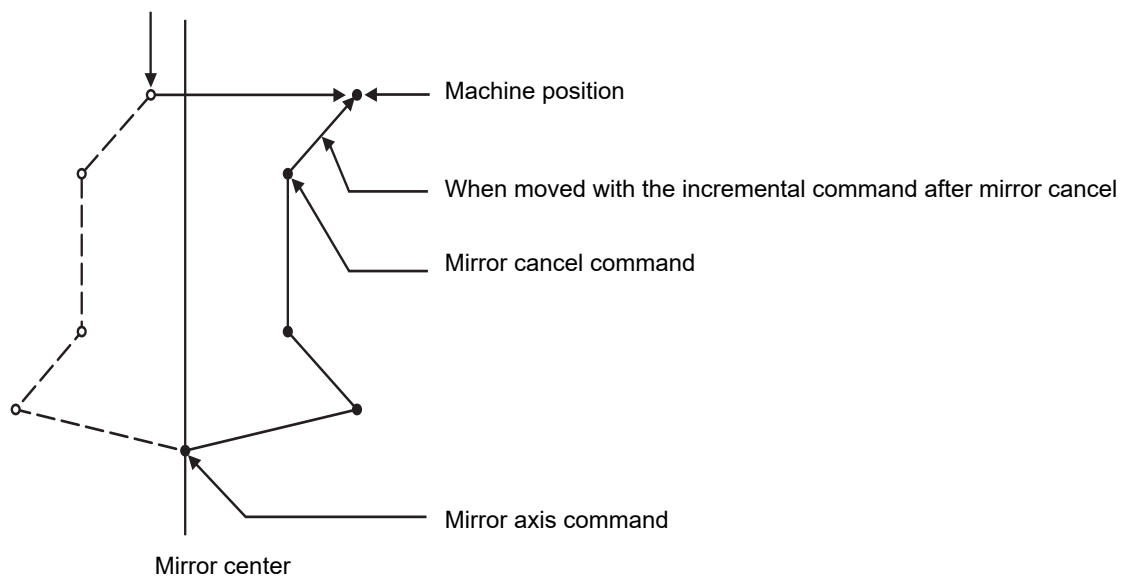 Machine position
When moved with the incremental command after mirror cancel
Mirror cancel command
Mirror axis command
Mirror center